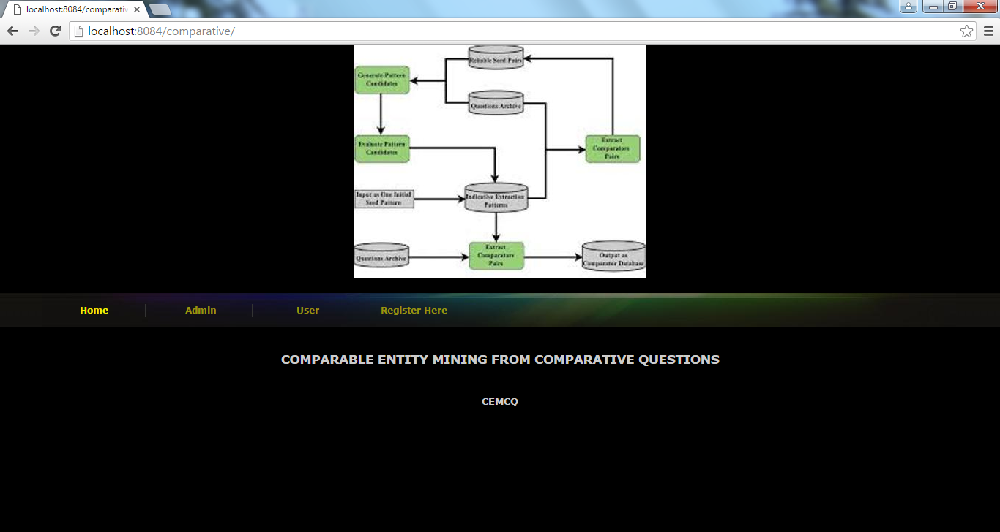 localhost:8084/comparativ
localhost:8084/comparative/
Reliable Seed Pairs
Generate Pattern
Candidates
Questions Archive
Evaluate Pattern
Candidates
Extract
Comparators
Pairs
Input as One Initial
Seed Pattern
Indicative Extraction
Patterns
Questions Archive
Extract
Comparators
Pairs
Output as
Comparator Database
Home
Admin
User
Register Here
COMPARABLE ENTITY MINING FROM COMPARATIVE QUESTIONS
CEMCQ